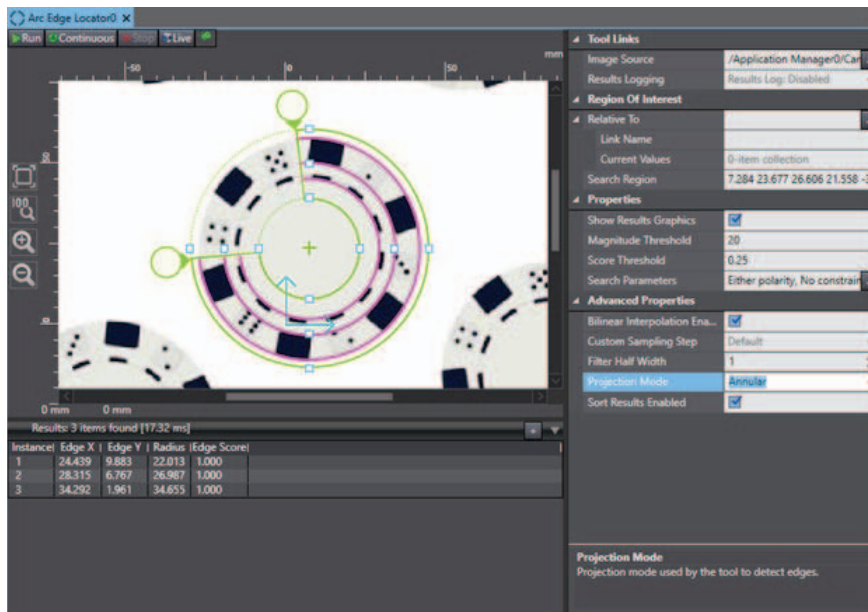 Arc Edge Locator0 ×
Run Continuous Stop Live
-50 0 50 mm
50
100
0
0 mm 0 mm
Results: 3 items found [17.32 ms]
Instance Edge X Edge Y Radius Edge Score
1 24.439 9.883 22.013 1.000
2 28.315 6.767 26.987 1.000
3 34.292 1.961 34.655 1.000
Tool Links
Image Source /Application Manager0/Car
Results Logging Results Log: Disabled
Region Of Interest
Relative To
Link Name
Current Values 0-item collection
Search Region 7.284 23.677 26.606 21.558
Properties
Show Results Graphics
Magnitude Threshold 20
Score Threshold 0.25
Search Parameters Either polarity, No constrain
Advanced Properties
Bilinear Interpolation Ena...
Custom Sampling Step Default
Filter Half Width 1
Projection Mode Annular
Sort Results Enabled
Projection Mode
Projection mode used by the tool to detect edges.